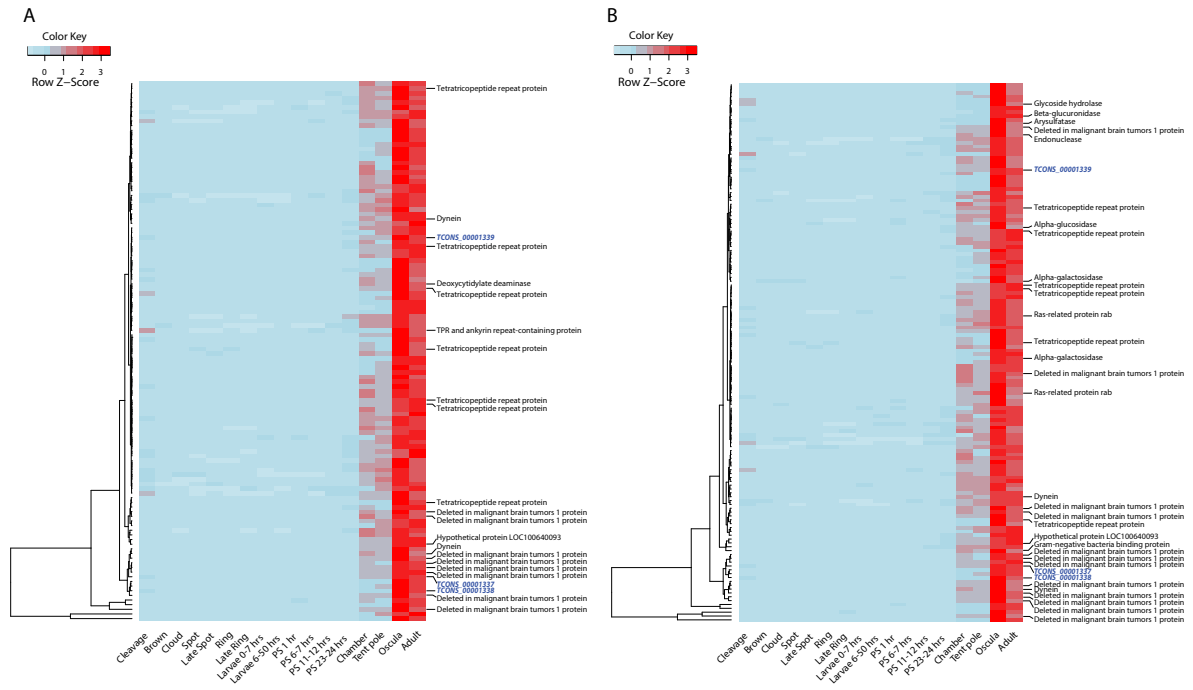 A
Color Key
0 1 2 3
Row Z−Score
Tetratricopeptide repeat protein
Dynein
TCONS_00001339
Tetratricopeptide repeat protein
Deoxycytidylate deaminase
Tetratricopeptide repeat protein
TPR and ankyrin repeat-containing protein
Tetratricopeptide repeat protein
Tetratricopeptide repeat protein
Tetratricopeptide repeat protein
Tetratricopeptide repeat protein
Deleted in malignant brain tumors 1 protein
Deleted in malignant brain tumors 1 protein
Hypothetical protein LOC100640093
Dynein
Deleted in malignant brain tumors 1 protein
Deleted in malignant brain tumors 1 protein
Deleted in malignant brain tumors 1 protein
Deleted in malignant brain tumors 1 protein
TCONS_00001337
TCONS_00001338
Deleted in malignant brain tumors 1 protein
Deleted in malignant brain tumors 1 protein
Cleavage
Brown
Cloud
Spot
Late Spot
Ring
Late Ring
Larvae 0-7 hrs
Larvae 6-50 hrs
PS 1 hr
PS 6-7 hrs
PS 11-12 hrs
PS 23-24 hrs
Chamber
Tent pole
Oscula
Adult
B
Color Key
0 1 2 3
Row Z−Score
Glycoside hydrolase
Beta-glucuronidase
Arysulfatase
Deleted in malignant brain tumors 1 protein
Endonuclease
TCONS_00001339
Tetratricopeptide repeat protein
Alpha-glucosidase
Tetratricopeptide repeat protein
Alpha-galactosidase
Tetratricopeptide repeat protein
Tetratricopeptide repeat protein
Ras-related protein rab
Tetratricopeptide repeat protein
Alpha-galactosidase
Deleted in malignant brain tumors 1 protein
Ras-related protein rab
Dynein
Deleted in malignant brain tumors 1 protein
Deleted in malignant brain tumors 1 protein
Tetratricopeptide repeat protein
Hypothetical protein LOC100640093
Gram-negative bacteria binding protein
Deleted in malignant brain tumors 1 protein
Deleted in malignant brain tumors 1 protein
TCONS_00001337
TCONS_00001338
Deleted in malignant brain tumors 1 protein
Dynein
Deleted in malignant brain tumors 1 protein
Deleted in malignant brain tumors 1 protein
Deleted in malignant brain tumors 1 protein
Deleted in malignant brain tumors 1 protein
Cleavage
Brown
Cloud
Spot
Late Spot
Ring
Late Ring
Larvae 0-7 hrs
Larvae 6-50 hrs
PS 1 hr
PS 6-7 hrs
PS 11-12 hrs
PS 23-24 hrs
Chamber
Tent pole
Oscula
Adult